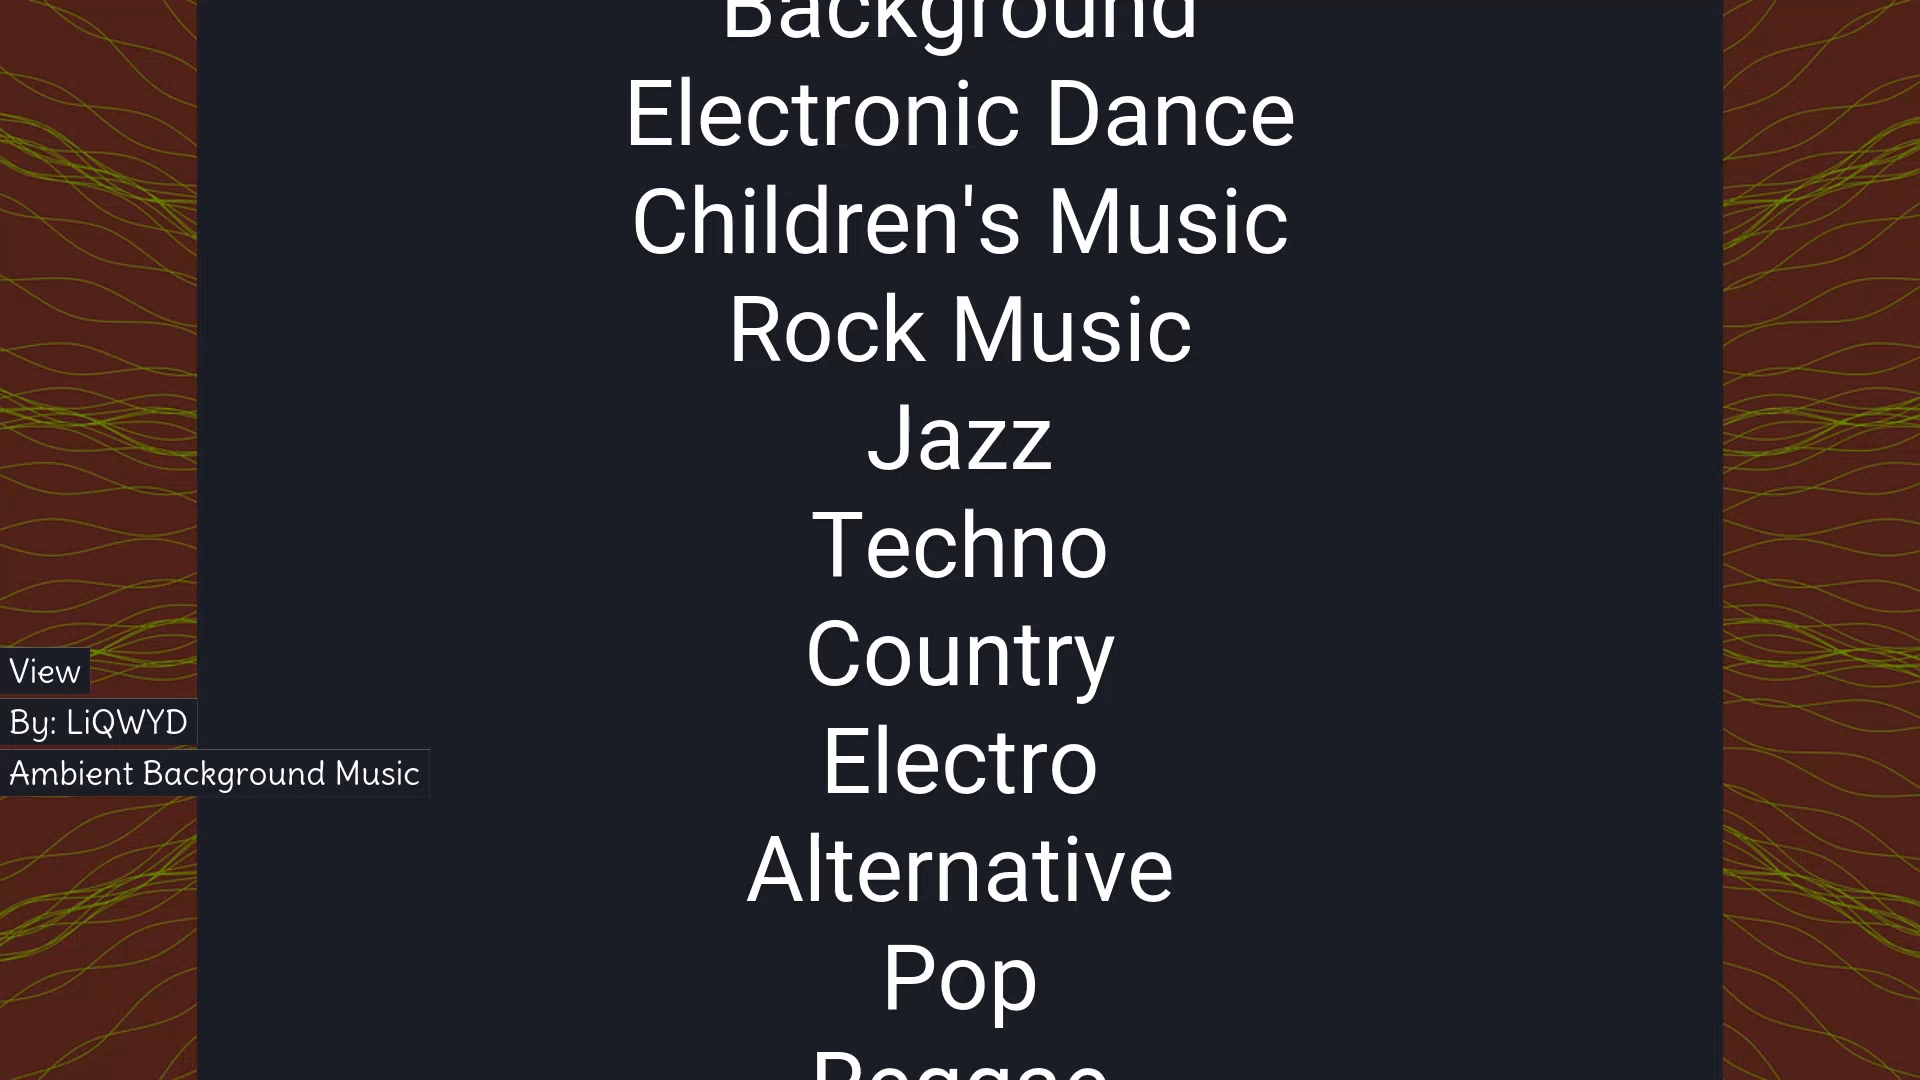 Background
Electronic Dance
Children's Music
Rock Music
Jazz
Techno
Country
Electro
Alternative
Pop
Reggae
View
By: LiQWYD
Ambient Background Music